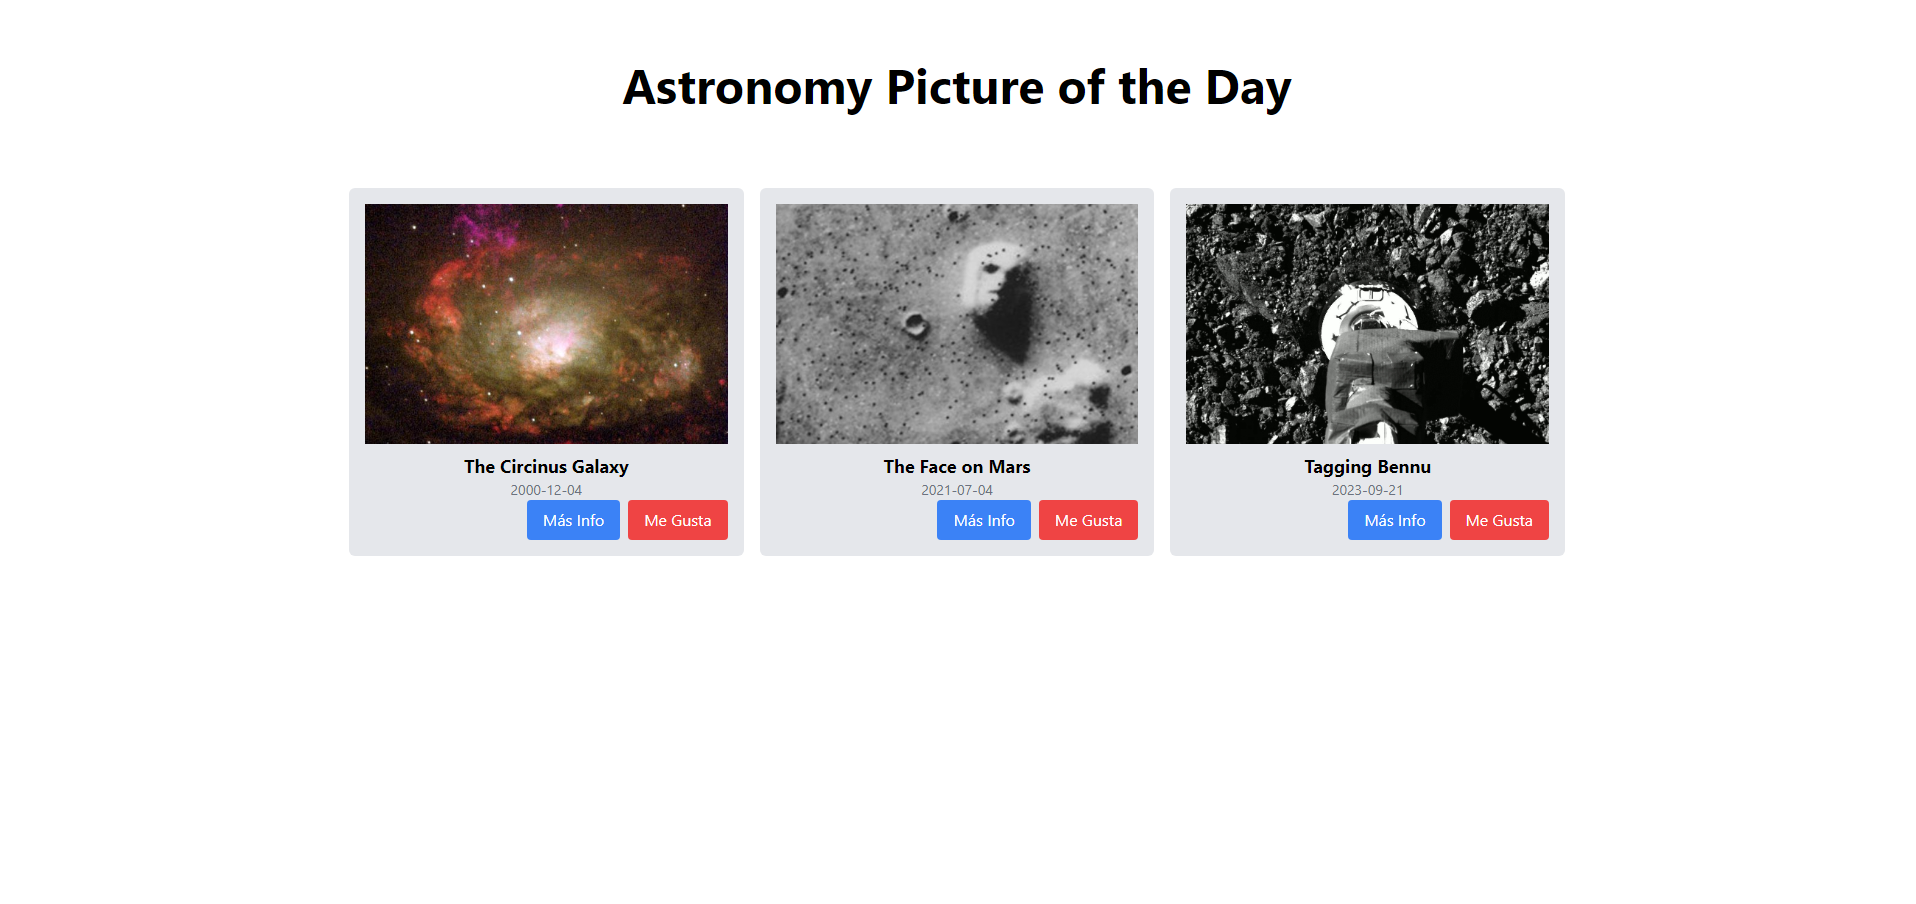 Astronomy Picture of the Day
The Circinus Galaxy
2000-12-04
Más Info
Me Gusta
The Face on Mars
2021-07-04
Más Info
Me Gusta
Tagging Bennu
2023-09-21
Más Info
Me Gusta